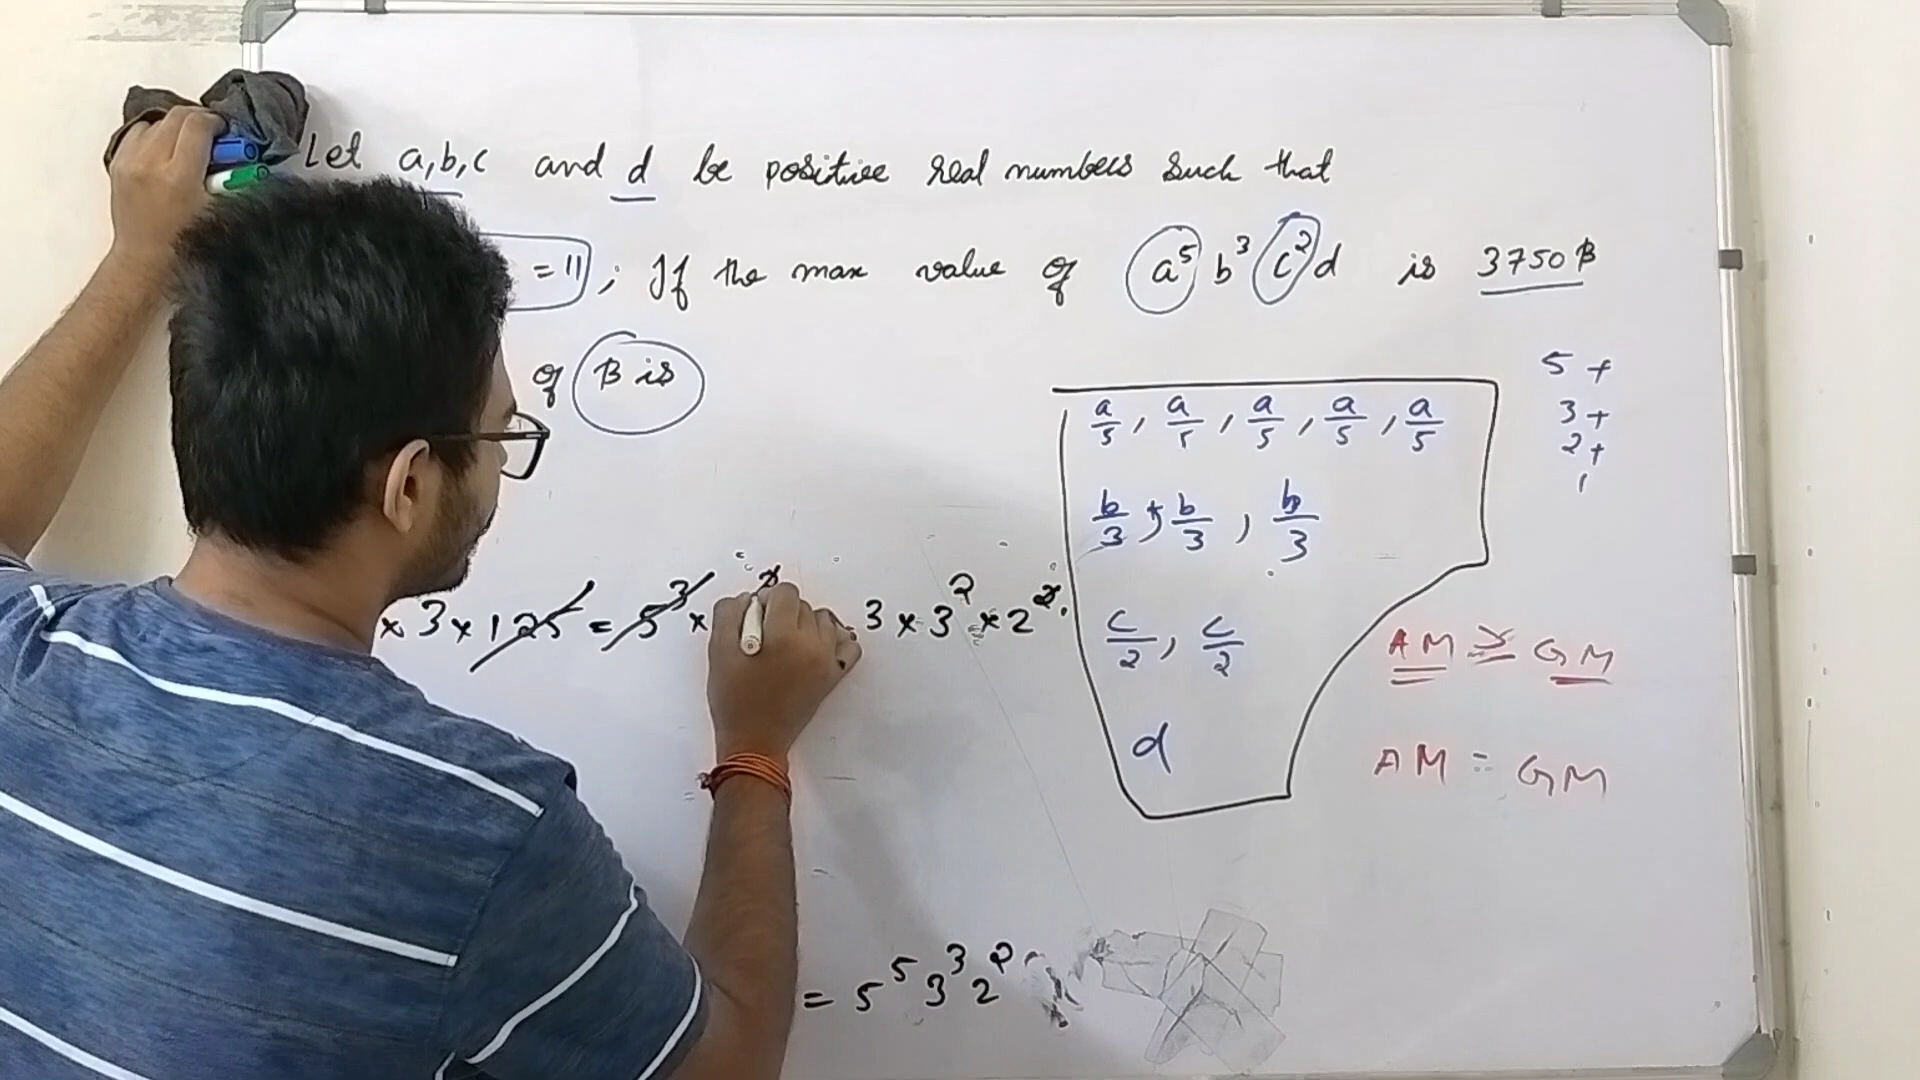 Let a,b,c and d be positive real numbers such that
= 11 ; If the max value of a⁵ b³ c² d is 3750 β
of β is
a/5 , a/5 , a/5 , a/5 , a/5
b/3 , b/3 , b/3
c/2 , c/2
d
5 +
3 +
2 +
1
AM ≥ GM
AM = GM
× 3 × 125 = 5³ ×
3 × 3² × 2²
= 5⁵ 3³ 2²